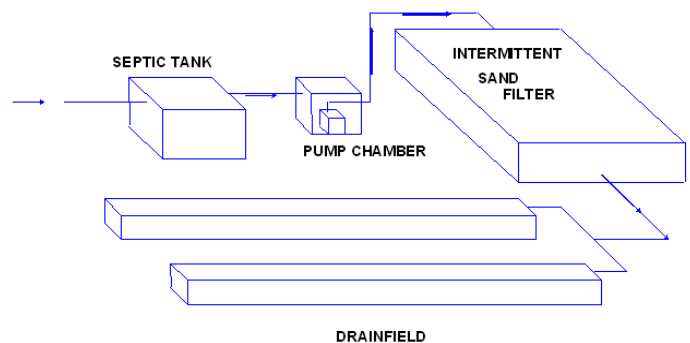 SEPTIC TANK
INTERMITTENT
SAND
FILTER
PUMP CHAMBER
DRAINFIELD